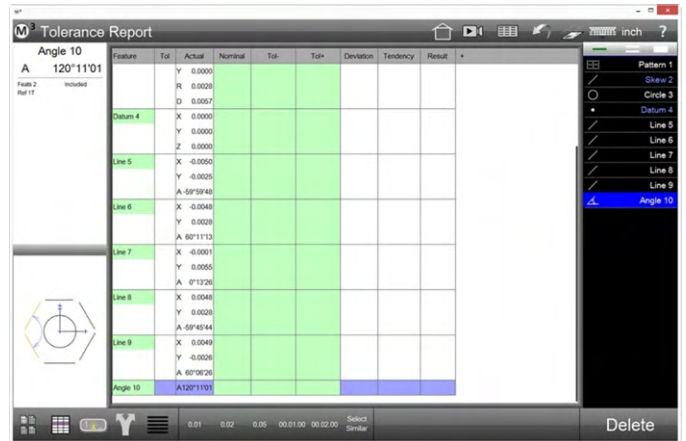 M³ Tolerance Report
inch ?
Angle 10
A 120°11'01
Feats 2 Included
Ref 1T
Feature Tol Actual Nominal Tol- Tol+ Deviation Tendency Result +
Y 0.0000
R 0.0028
D 0.0057
Datum 4 X 0.0000
Y 0.0000
Z 0.0000
Line 5 X -0.0050
Y -0.0025
A -59°59'48
Line 6 X -0.0048
Y 0.0028
A 60°11'13
Line 7 X -0.0001
Y 0.0055
A 0°13'26
Line 8 X 0.0048
Y 0.0028
A -59°45'44
Line 9 X 0.0049
Y -0.0026
A 60°06'26
Angle 10 A120°11'01
Pattern 1
Skew 2
Circle 3
Datum 4
Line 5
Line 6
Line 7
Line 8
Line 9
Angle 10
0.01 0.02 0.05 00.01.00 00.02.00 Select Similar
Delete